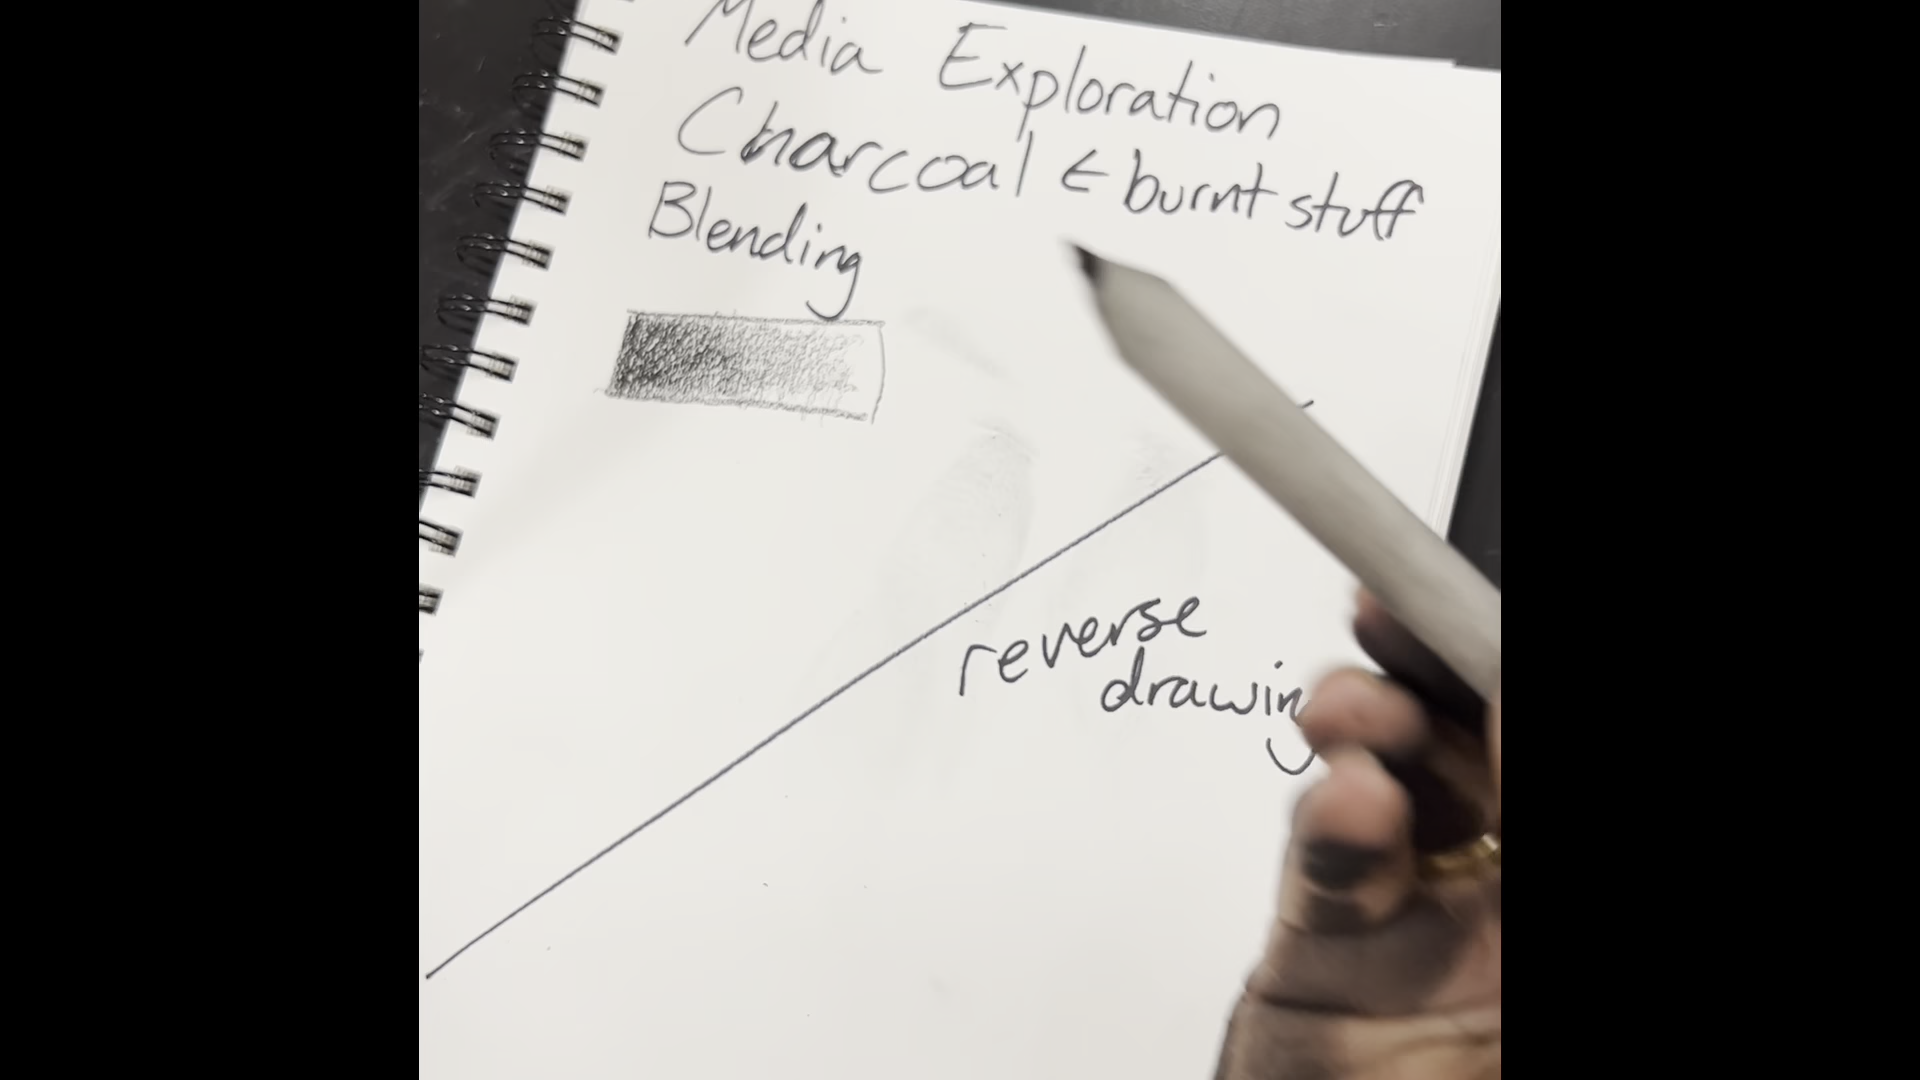 Media Exploration
Charcoal ← burnt stuff
Blending
reverse
drawing